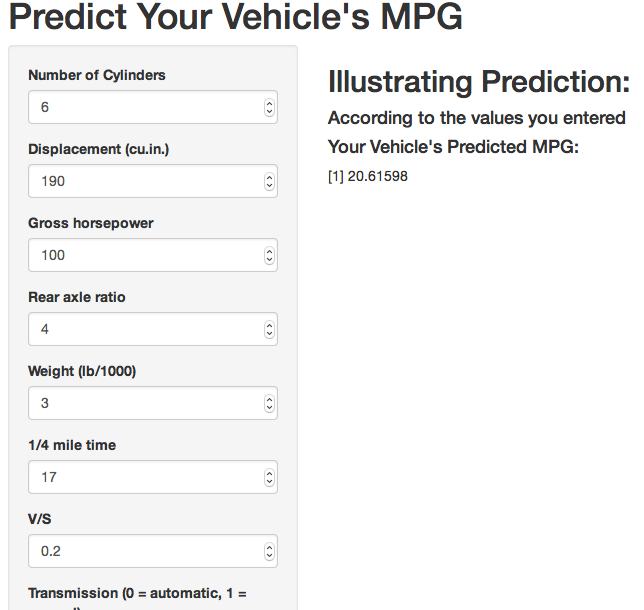 Predict Your Vehicle's MPG
Number of Cylinders
6
Displacement (cu.in.)
190
Gross horsepower
100
Rear axle ratio
4
Weight (lb/1000)
3
1/4 mile time
17
V/S
0.2
Transmission (0 = automatic, 1 =
Illustrating Prediction:
According to the values you entered
Your Vehicle's Predicted MPG:
[1] 20.61598